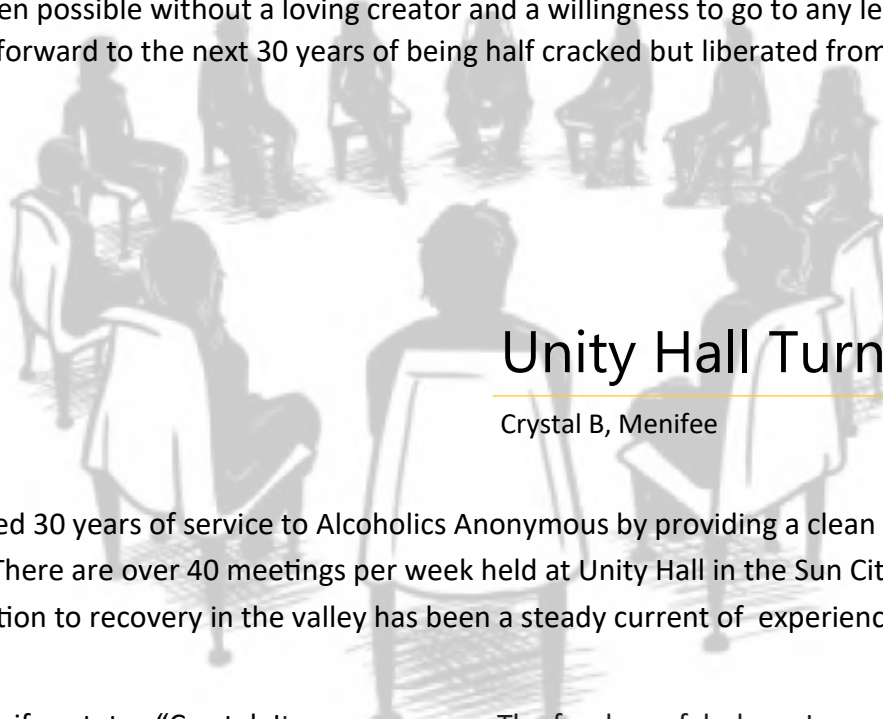 en possible without a loving creator and a willingness to go to any le
forward to the next 30 years of being half cracked but liberated from
Unity Hall Turn
Crystal B, Menifee
ed 30 years of service to Alcoholics Anonymous by providing a clean
There are over 40 meetings per week held at Unity Hall in the Sun Cit
tion to recovery in the valley has been a steady current of experienc